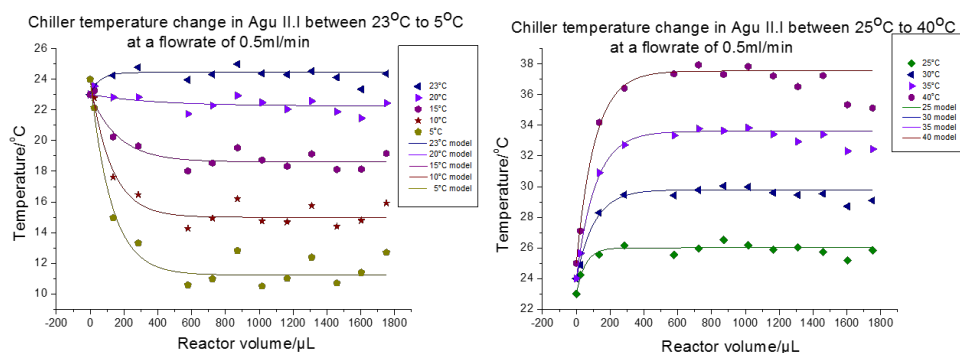 Chiller temperature change in Agu II.I between 23°C to 5°C
at a flowrate of 0.5ml/min
26
24
22
20
18
16
14
12
10
Temperature/°C
-200 0 200 400 600 800 1000 1200 1400 1600 1800
Reactor volume/µL
23°C
20°C
15°C
10°C
5°C
23°C model
20°C model
15°C model
10°C model
5°C model
Chiller temperature change in Agu II.I between 25°C to 40°C
at a flowrate of 0.5ml/min
38
36
34
32
30
28
26
24
22
Temperature/°C
-200 0 200 400 600 800 1000 1200 1400 1600 1800
Reactor volume/µL
25°C
30°C
35°C
40°C
25 model
30 model
35 model
40 model